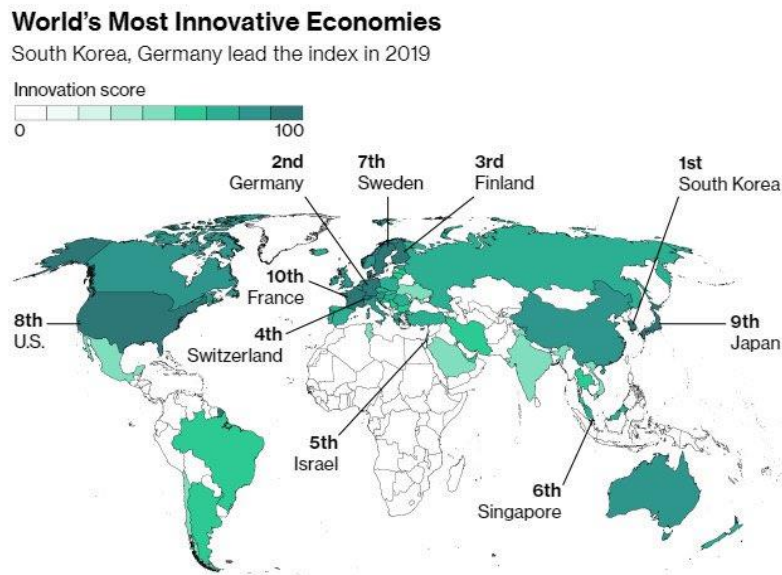 World's Most Innovative Economies
South Korea, Germany lead the index in 2019
Innovation score
0
100
2nd
Germany
7th
Sweden
3rd
Finland
1st
South Korea
10th
France
8th
U.S.
4th
Switzerland
9th
Japan
5th
Israel
6th
Singapore